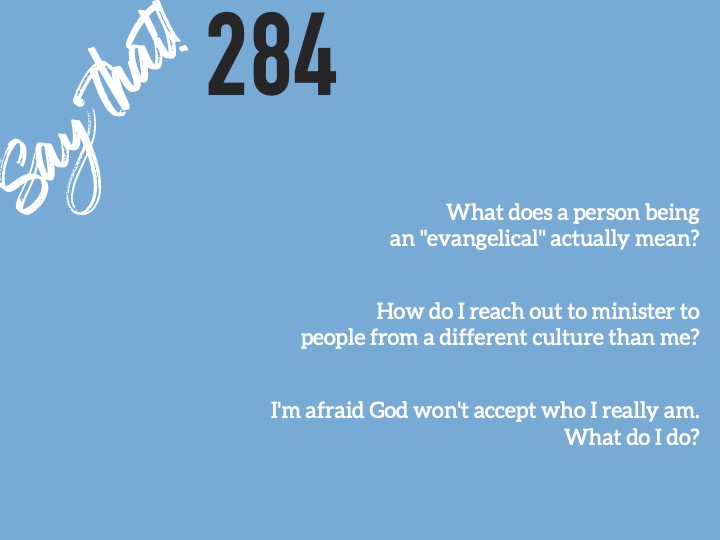 Say that!
284
What does a person being
an "evangelical" actually mean?
How do I reach out to minister to
people from a different culture than me?
I'm afraid God won't accept who I really am.
What do I do?